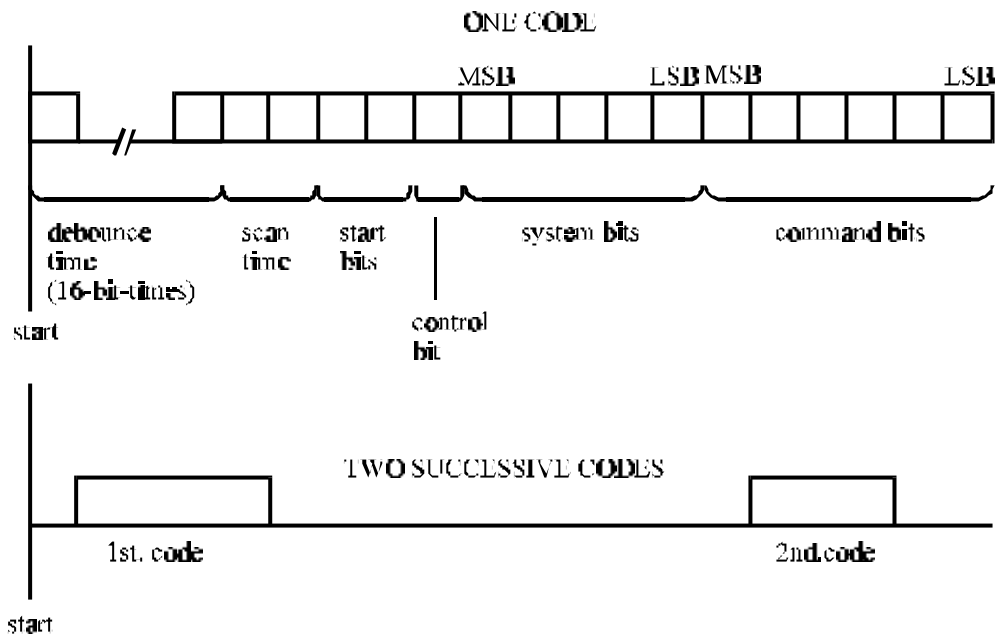 ONE CODE
MSB LSB MSB LSB
debounce
time
(16-bit-times)
scan
time
start
bits
system bits
command bits
start
control
bit
TWO SUCCESSIVE CODES
1st. code
2nd.code
start